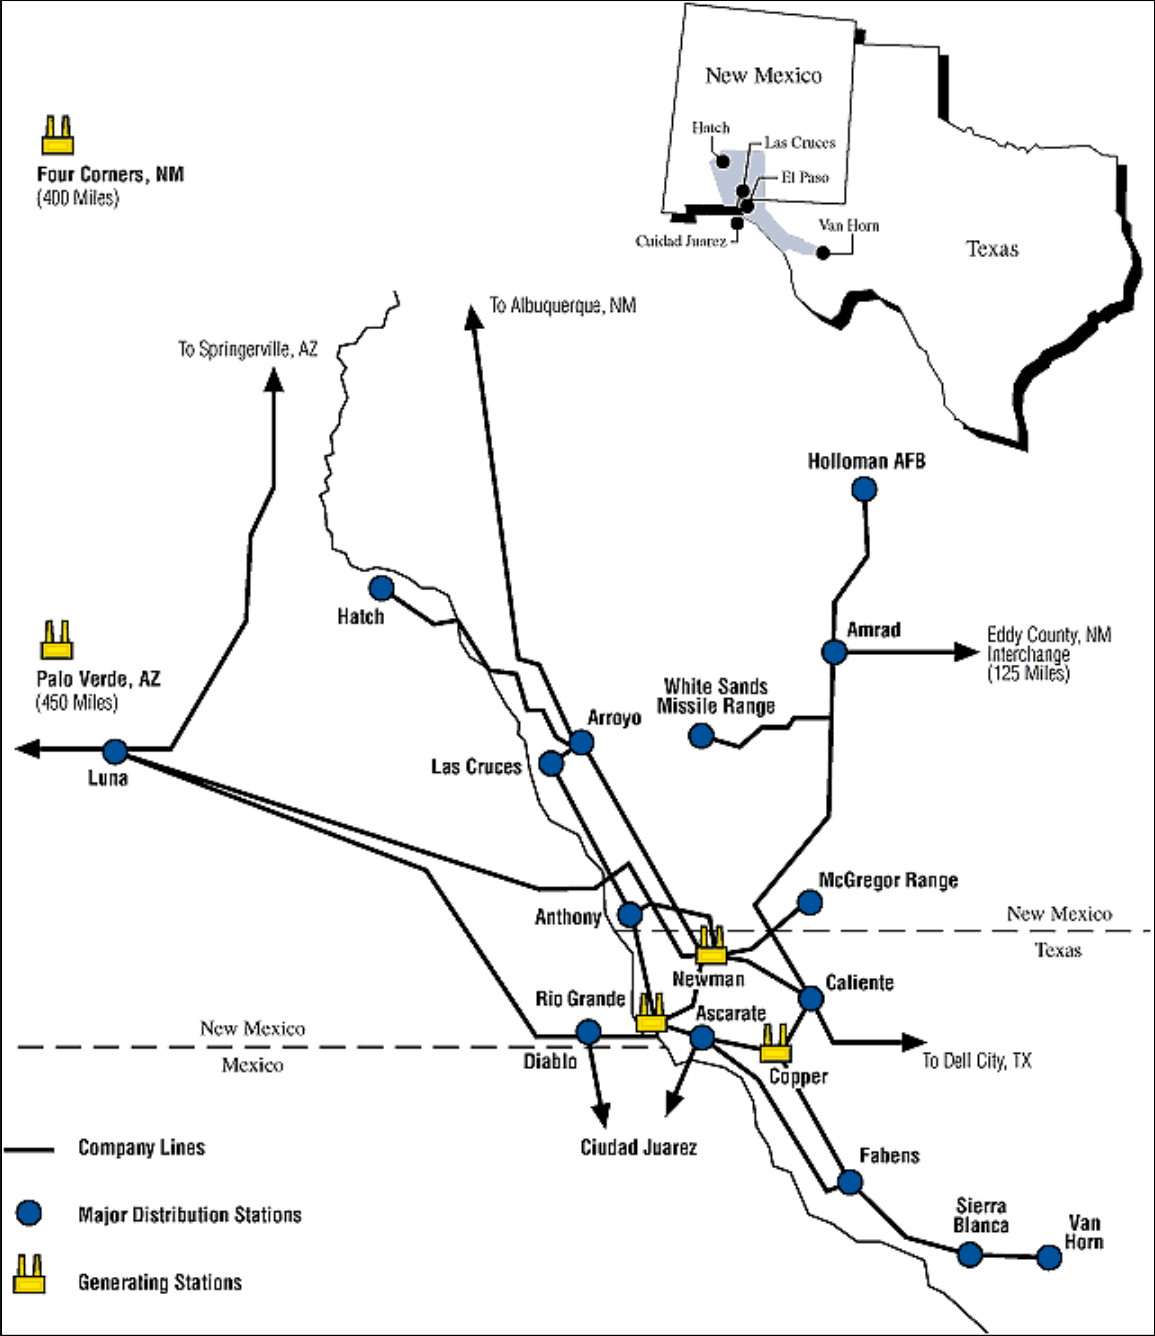 New Mexico
Hatch
Las Cruces
El Paso
Van Horn
Cuidad Juarez
Texas
Four Corners, NM
(400 Miles)
To Albuquerque, NM
To Springerville, AZ
Holloman AFB
Hatch
Amrad
Eddy County, NM
Interchange
(125 Miles)
Palo Verde, AZ
(450 Miles)
White Sands
Missile Range
Arroyo
Las Cruces
Luna
McGregor Range
Anthony
New Mexico
Texas
Newman
Caliente
Rio Grande
Ascarate
New Mexico
Mexico
Diablo
Copper
To Dell City, TX
Ciudad Juarez
Fabens
Sierra
Blanca
Van
Horn
Company Lines
Major Distribution Stations
Generating Stations